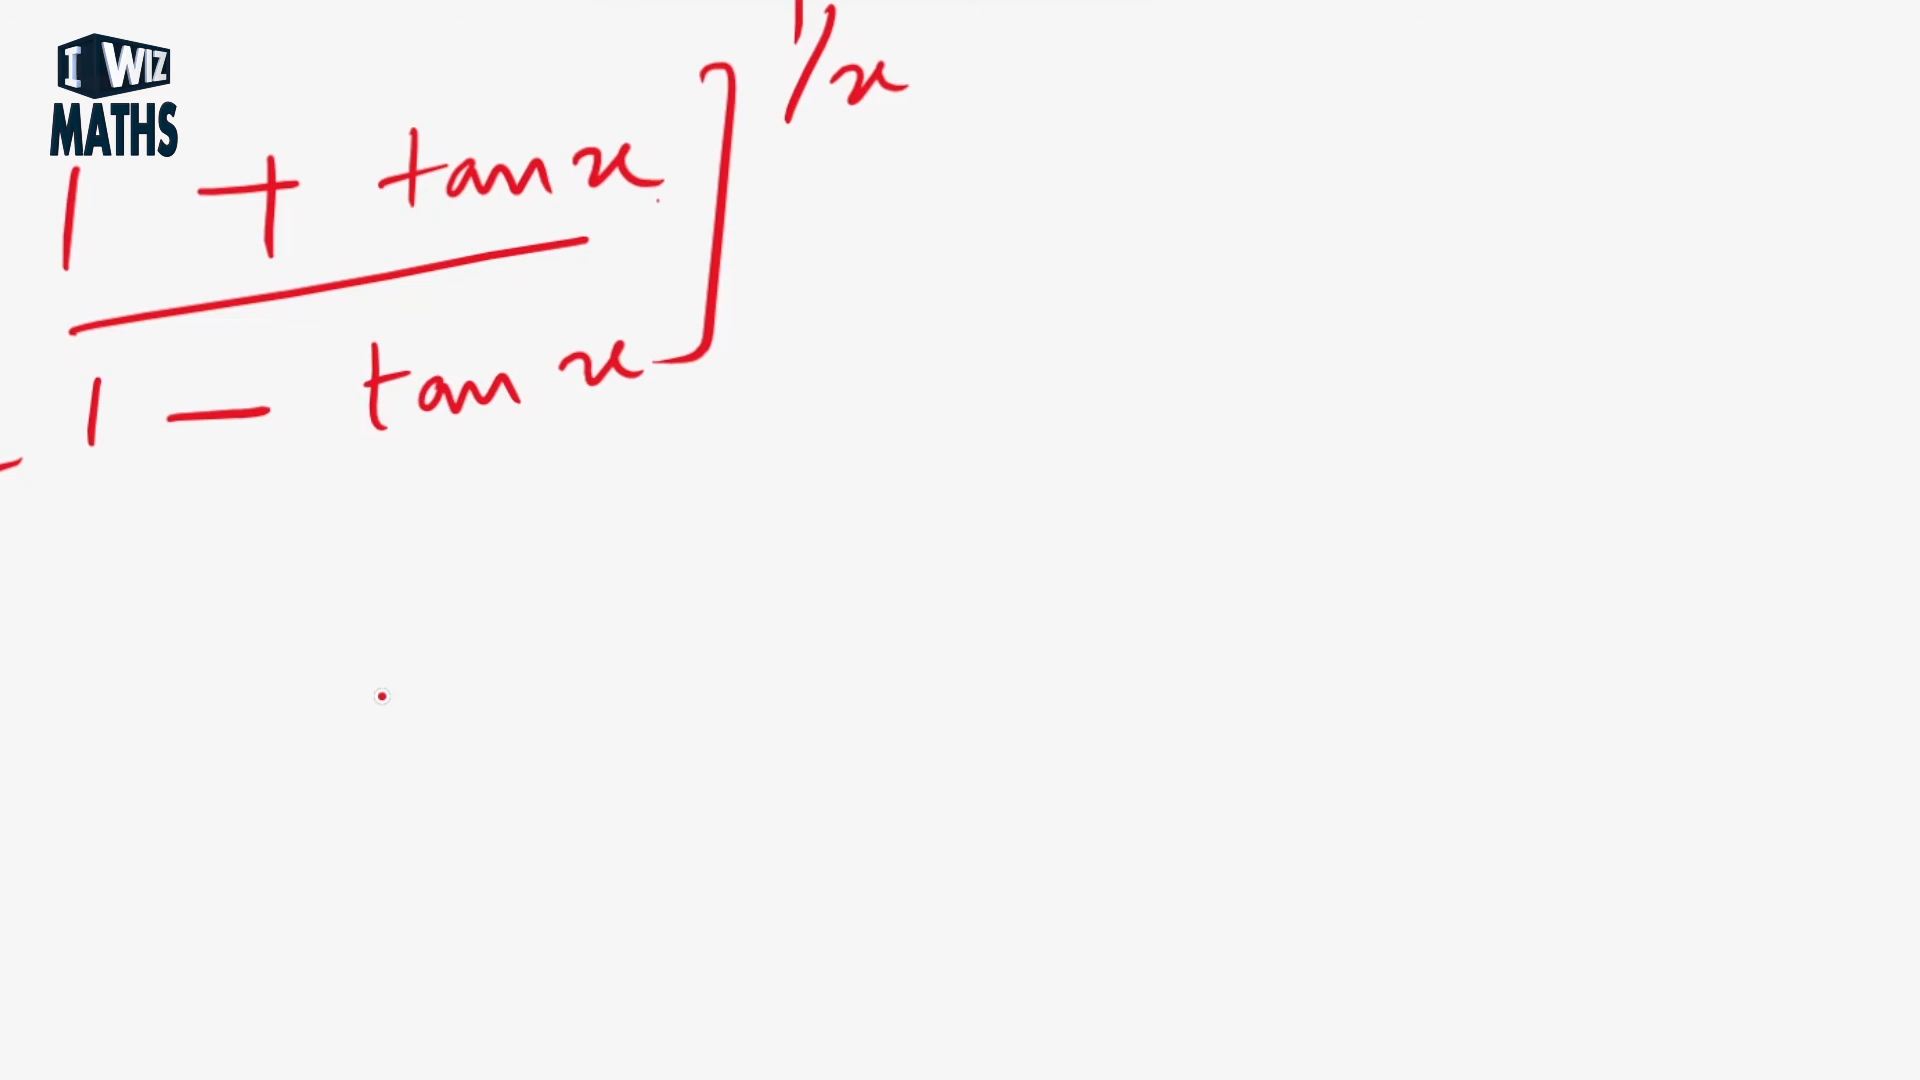 I WIZ
MATHS
1/x
1 + tan x ]
1 - tan x